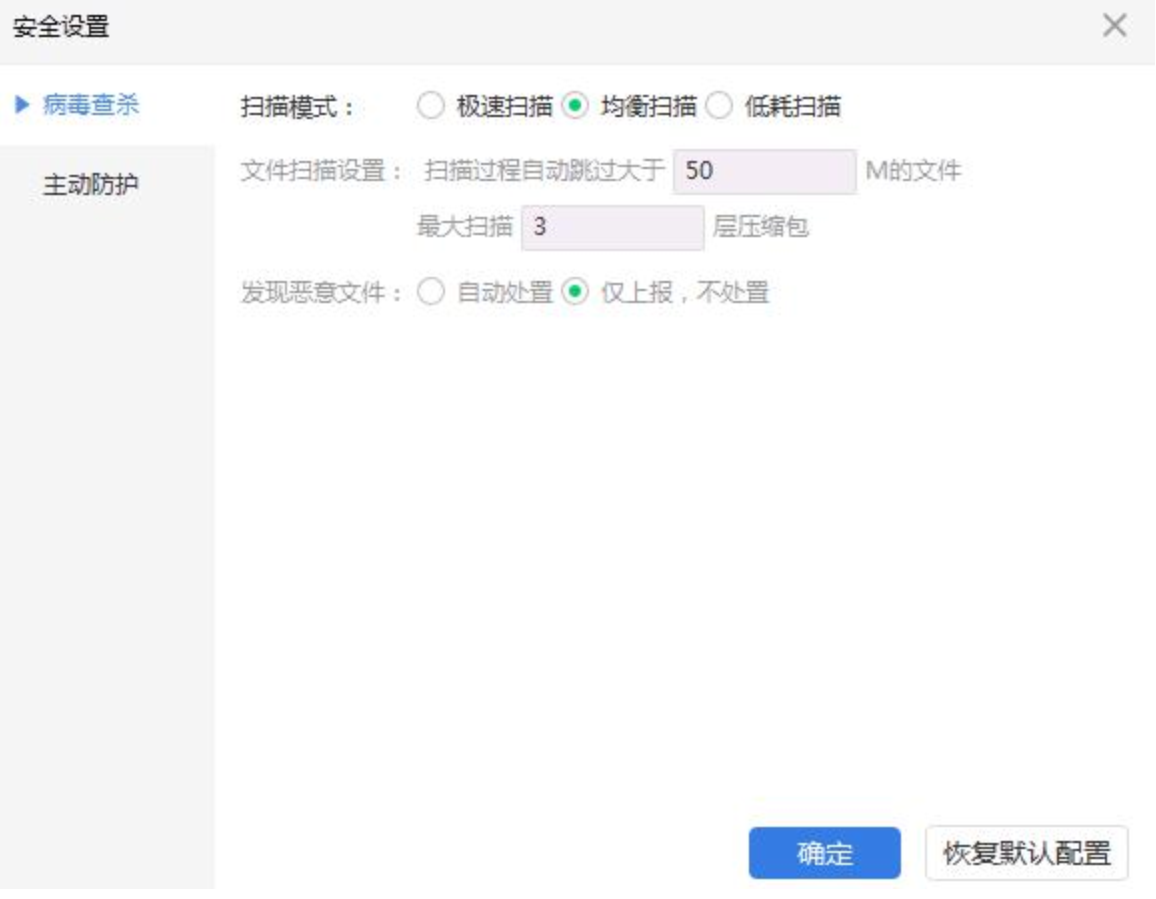 安全设置
病毒查杀
主动防护
扫描模式： 极速扫描 均衡扫描 低耗扫描
文件扫描设置： 扫描过程自动跳过大于 50 M的文件
最大扫描 3 层压缩包
发现恶意文件： 自动处置 仅上报，不处置
确定 恢复默认配置